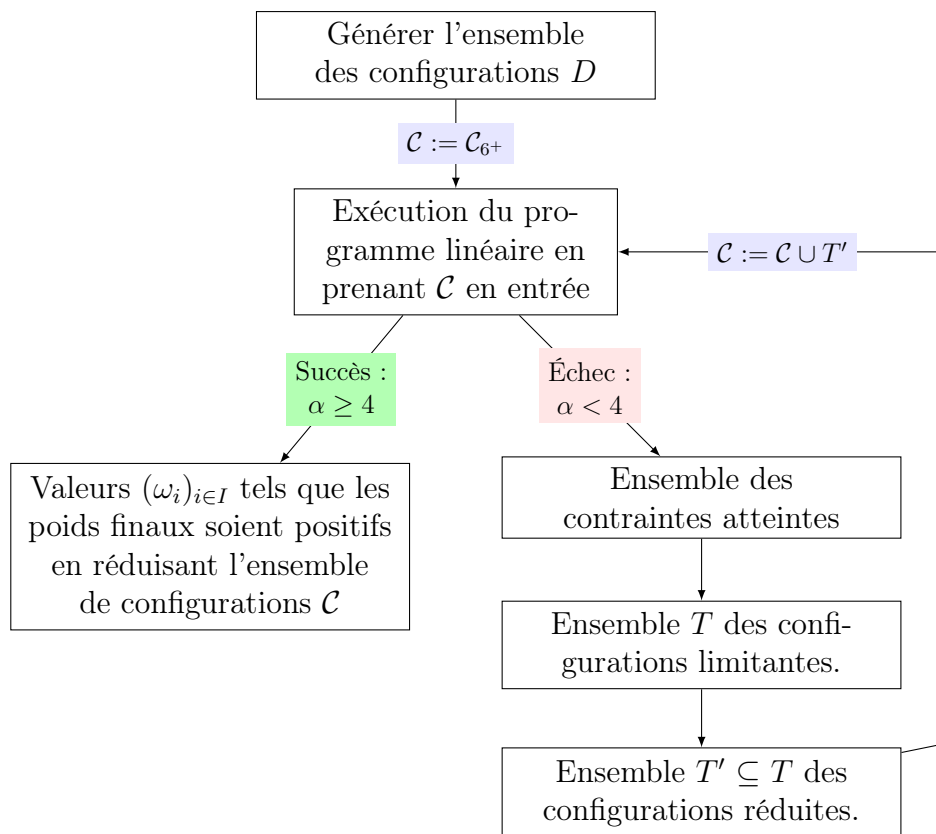 Générer l'ensemble
des configurations D
𝒞 := 𝒞₆₊
Exécution du pro-
gramme linéaire en
prenant 𝒞 en entrée
𝒞 := 𝒞 ∪ T′
Succès :
α ≥ 4
Échec :
α < 4
Valeurs (ωᵢ)ᵢ∈I tels que les
poids finaux soient positifs
en réduisant l'ensemble
de configurations 𝒞
Ensemble des
contraintes atteintes
Ensemble T des confi-
gurations limitantes.
Ensemble T′ ⊆ T des
configurations réduites.